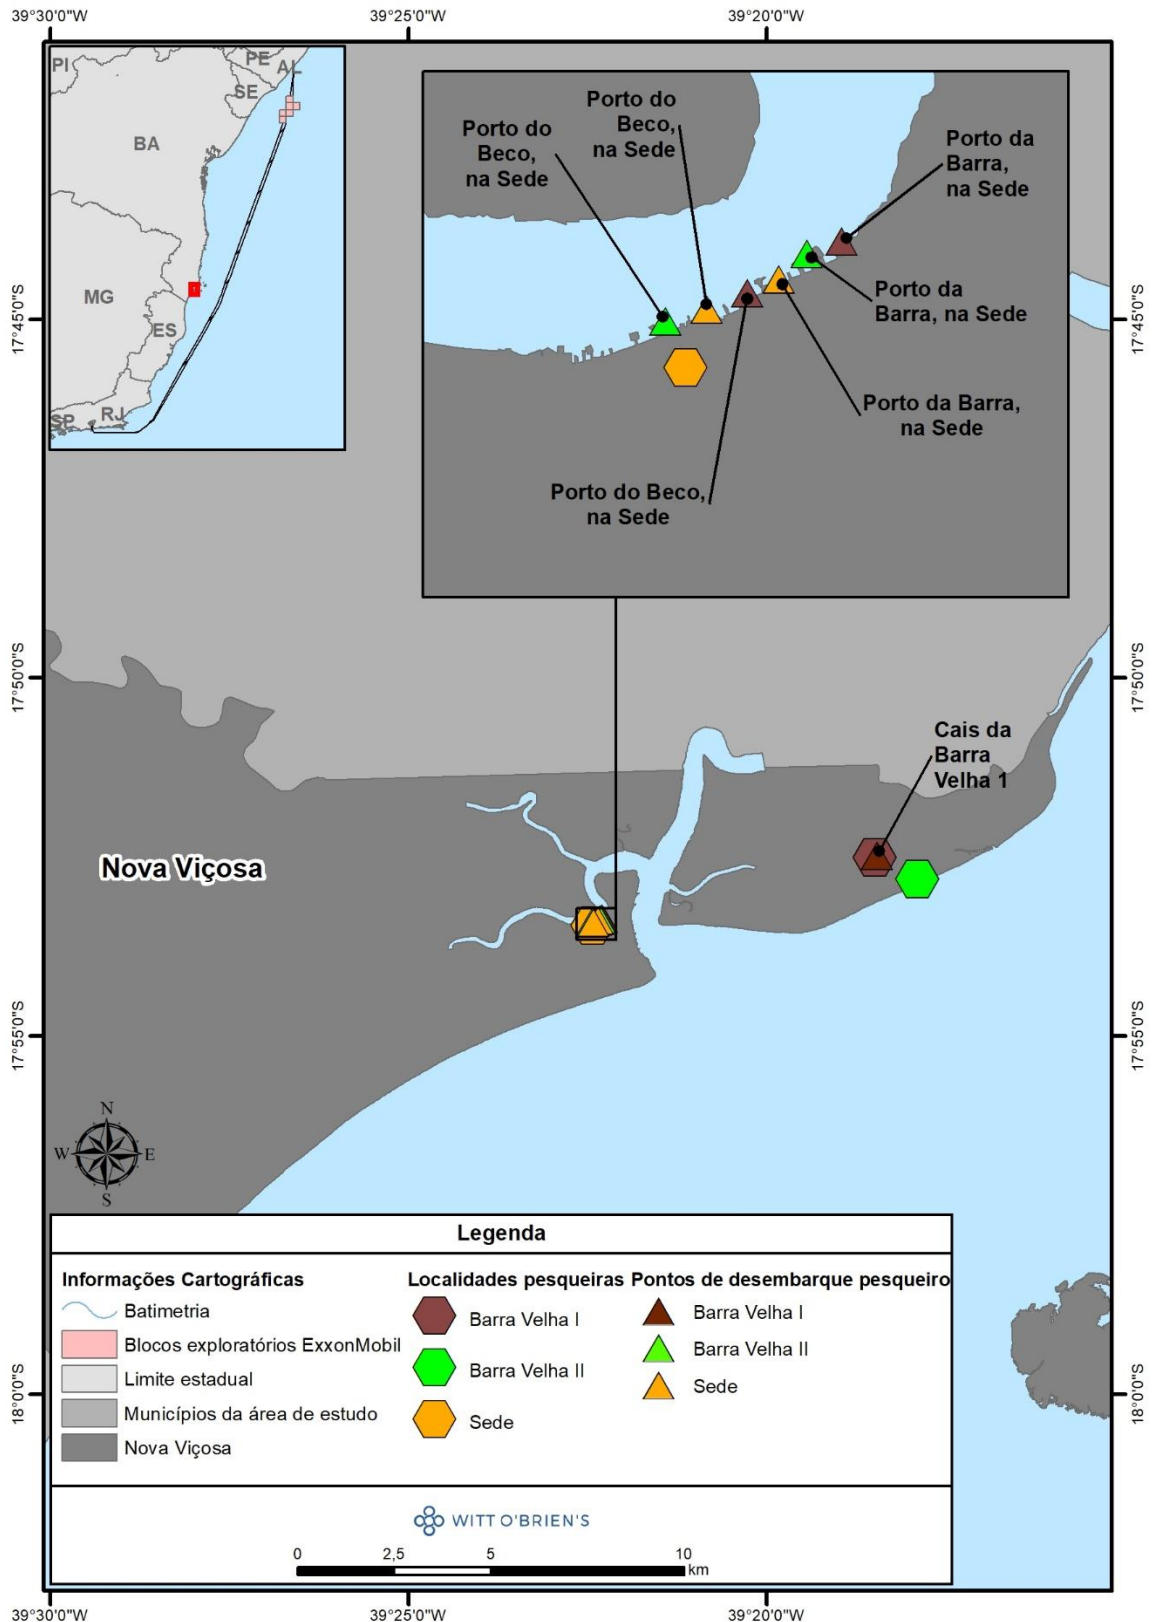 39°30'0"W
39°25'0"W
39°20'0"W
PI
PE
AL
SE
BA
MG
ES
SP
RJ
Porto do
Beco,
na Sede
Porto do
Beco,
na Sede
Porto da
Barra,
na Sede
Porto da
Barra, na Sede
Porto da Barra,
na Sede
Porto do Beco,
na Sede
17°45'0"S
17°45'0"S
17°50'0"S
17°50'0"S
Cais da
Barra
Velha 1
Nova Viçosa
17°55'0"S
17°55'0"S
N
W
E
S
Legenda
Informações Cartográficas
Batimetria
Blocos exploratórios ExxonMobil
Limite estadual
Municípios da área de estudo
Nova Viçosa
Localidades pesqueiras
Barra Velha I
Barra Velha II
Sede
Pontos de desembarque pesqueiro
Barra Velha I
Barra Velha II
Sede
18°0'0"S
18°0'0"S
WITT O'BRIEN'S
0
2,5
5
10
km
39°30'0"W
39°25'0"W
39°20'0"W